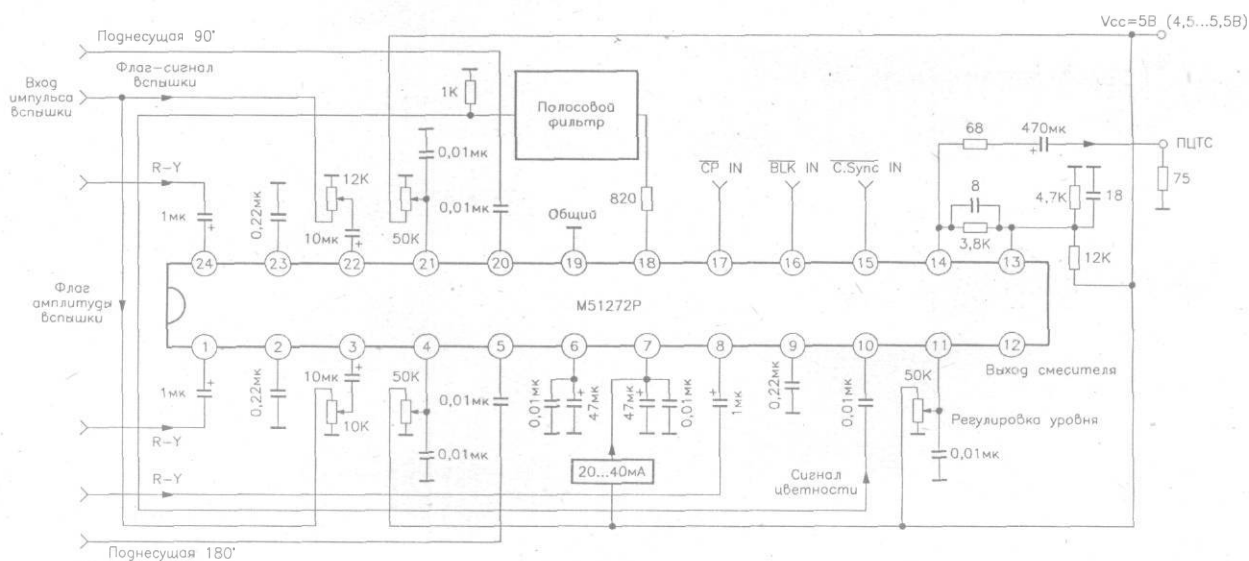 Vcc=5В (4,5...5,5В)
Поднесущая 90°
Флаг-сигнал
вспышки
Вход
импульса
вспышки
1К
Полосовой
фильтр
68
470мк
+
ПЦТС
75
0,01мк
R-Y
12К
C̅P̅ IN
B̅L̅K̅ IN
C̅.̅S̅y̅n̅c̅ IN
8
4,7К
18
1мк
+
0,22мк
10мк
+
50К
0,01мк
Общий
820
3,8К
12К
24
23
22
21
20
19
18
17
16
15
14
13
Флаг
амплитуды
вспышки
М51272Р
1
2
3
4
5
6
7
8
9
10
11
12
Выход смесителя
1мк
+
0,22мк
10мк
+
10К
50К
0,01мк
0,01мк
+
47мк
47мк
+
0,01мк
+
1мк
0,22мк
0,01мк
50К
Регулировка уровня
R-Y
0,01мк
0,01мк
20...40мА
Сигнал
цветности
R-Y
Поднесущая 180°